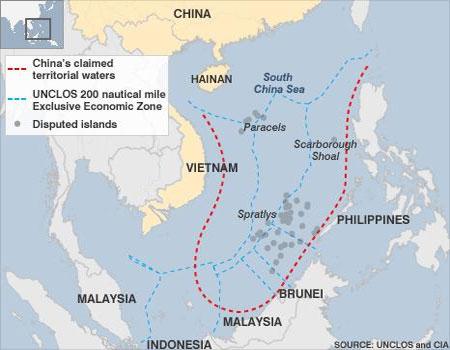 CHINA
China's claimed
territorial waters
UNCLOS 200 nautical mile
Exclusive Economic Zone
Disputed islands
HAINAN
South
China Sea
Paracels
Scarborough
Shoal
VIETNAM
Spratlys
PHILIPPINES
MALAYSIA
BRUNEI
MALAYSIA
INDONESIA
SOURCE: UNCLOS and CIA